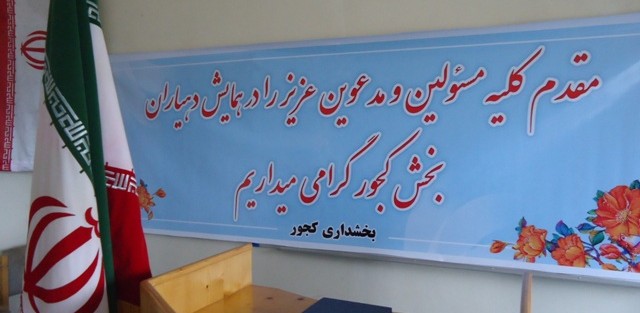 مقدم کلیه مسئولین و مدعوین عزیز را در همایش دهیاران
بخش کجور گرامی میداریم
بخشداری کجور